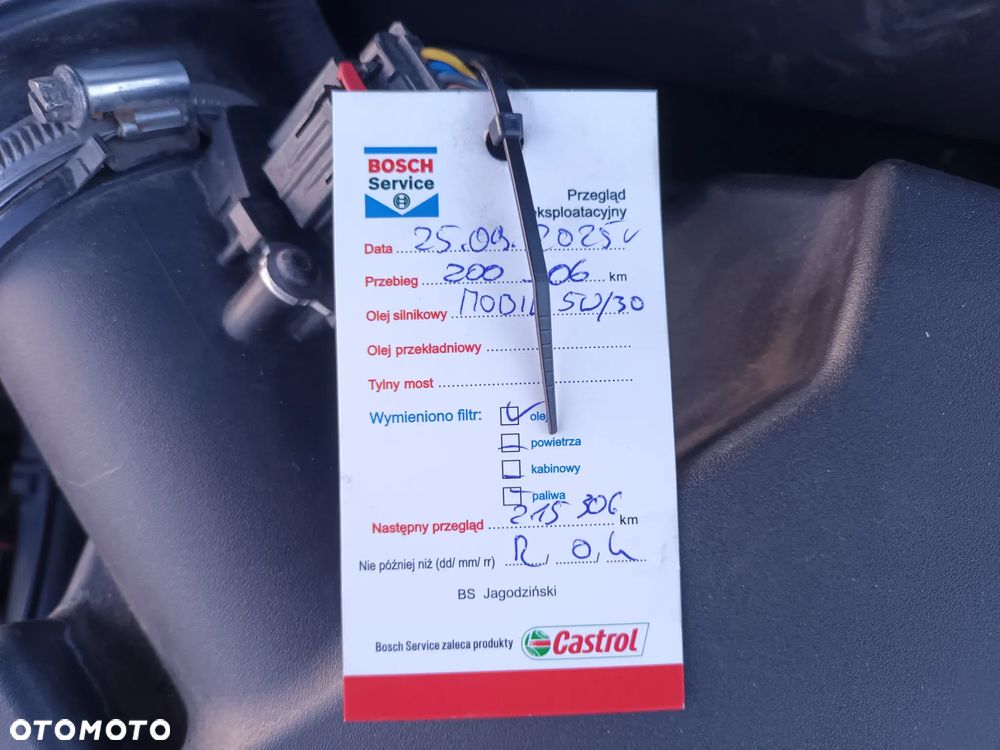 BOSCH
Service
Przegląd
eksploatacyjny
Data 25.09.2025
Przebieg 200 06 km
Olej silnikowy MOBIL 5W/30
Olej przekładniowy
Tylny most
Wymieniono filtr: olej
powietrza
kabinowy
paliwa
Następny przegląd 215 306 km
Nie później niż (dd/ mm/ rr) R, O, K
BS Jagodziński
Bosch Service zaleca produkty Castrol
OTOMOTO